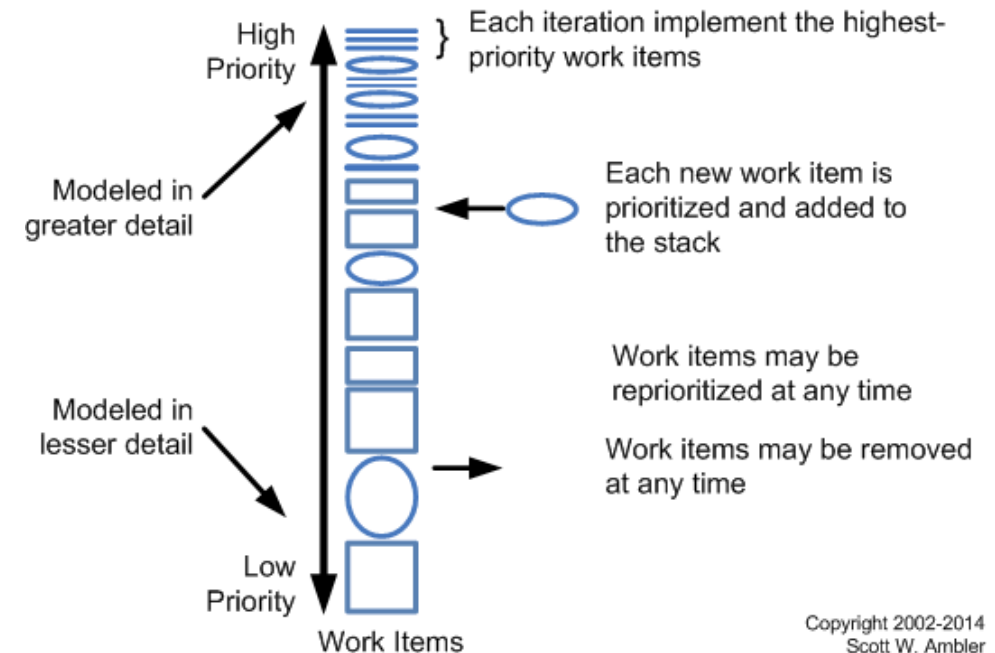 High
Priority
Each iteration implement the highest-
priority work items
Modeled in
greater detail
Each new work item is
prioritized and added to
the stack
Work items may be
reprioritized at any time
Modeled in
lesser detail
Work items may be removed
at any time
Low
Priority
Work Items
Copyright 2002-2014
Scott W. Ambler